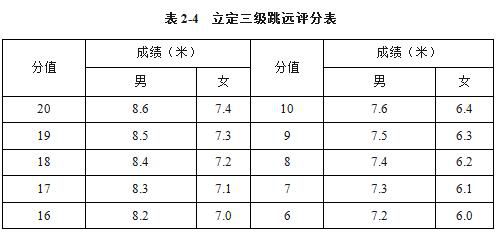 表 2-4 立定三级跳远评分表
分值 成绩（米） 分值 成绩（米）
男 女 男 女
20 8.6 7.4 10 7.6 6.4
19 8.5 7.3 9 7.5 6.3
18 8.4 7.2 8 7.4 6.2
17 8.3 7.1 7 7.3 6.1
16 8.2 7.0 6 7.2 6.0